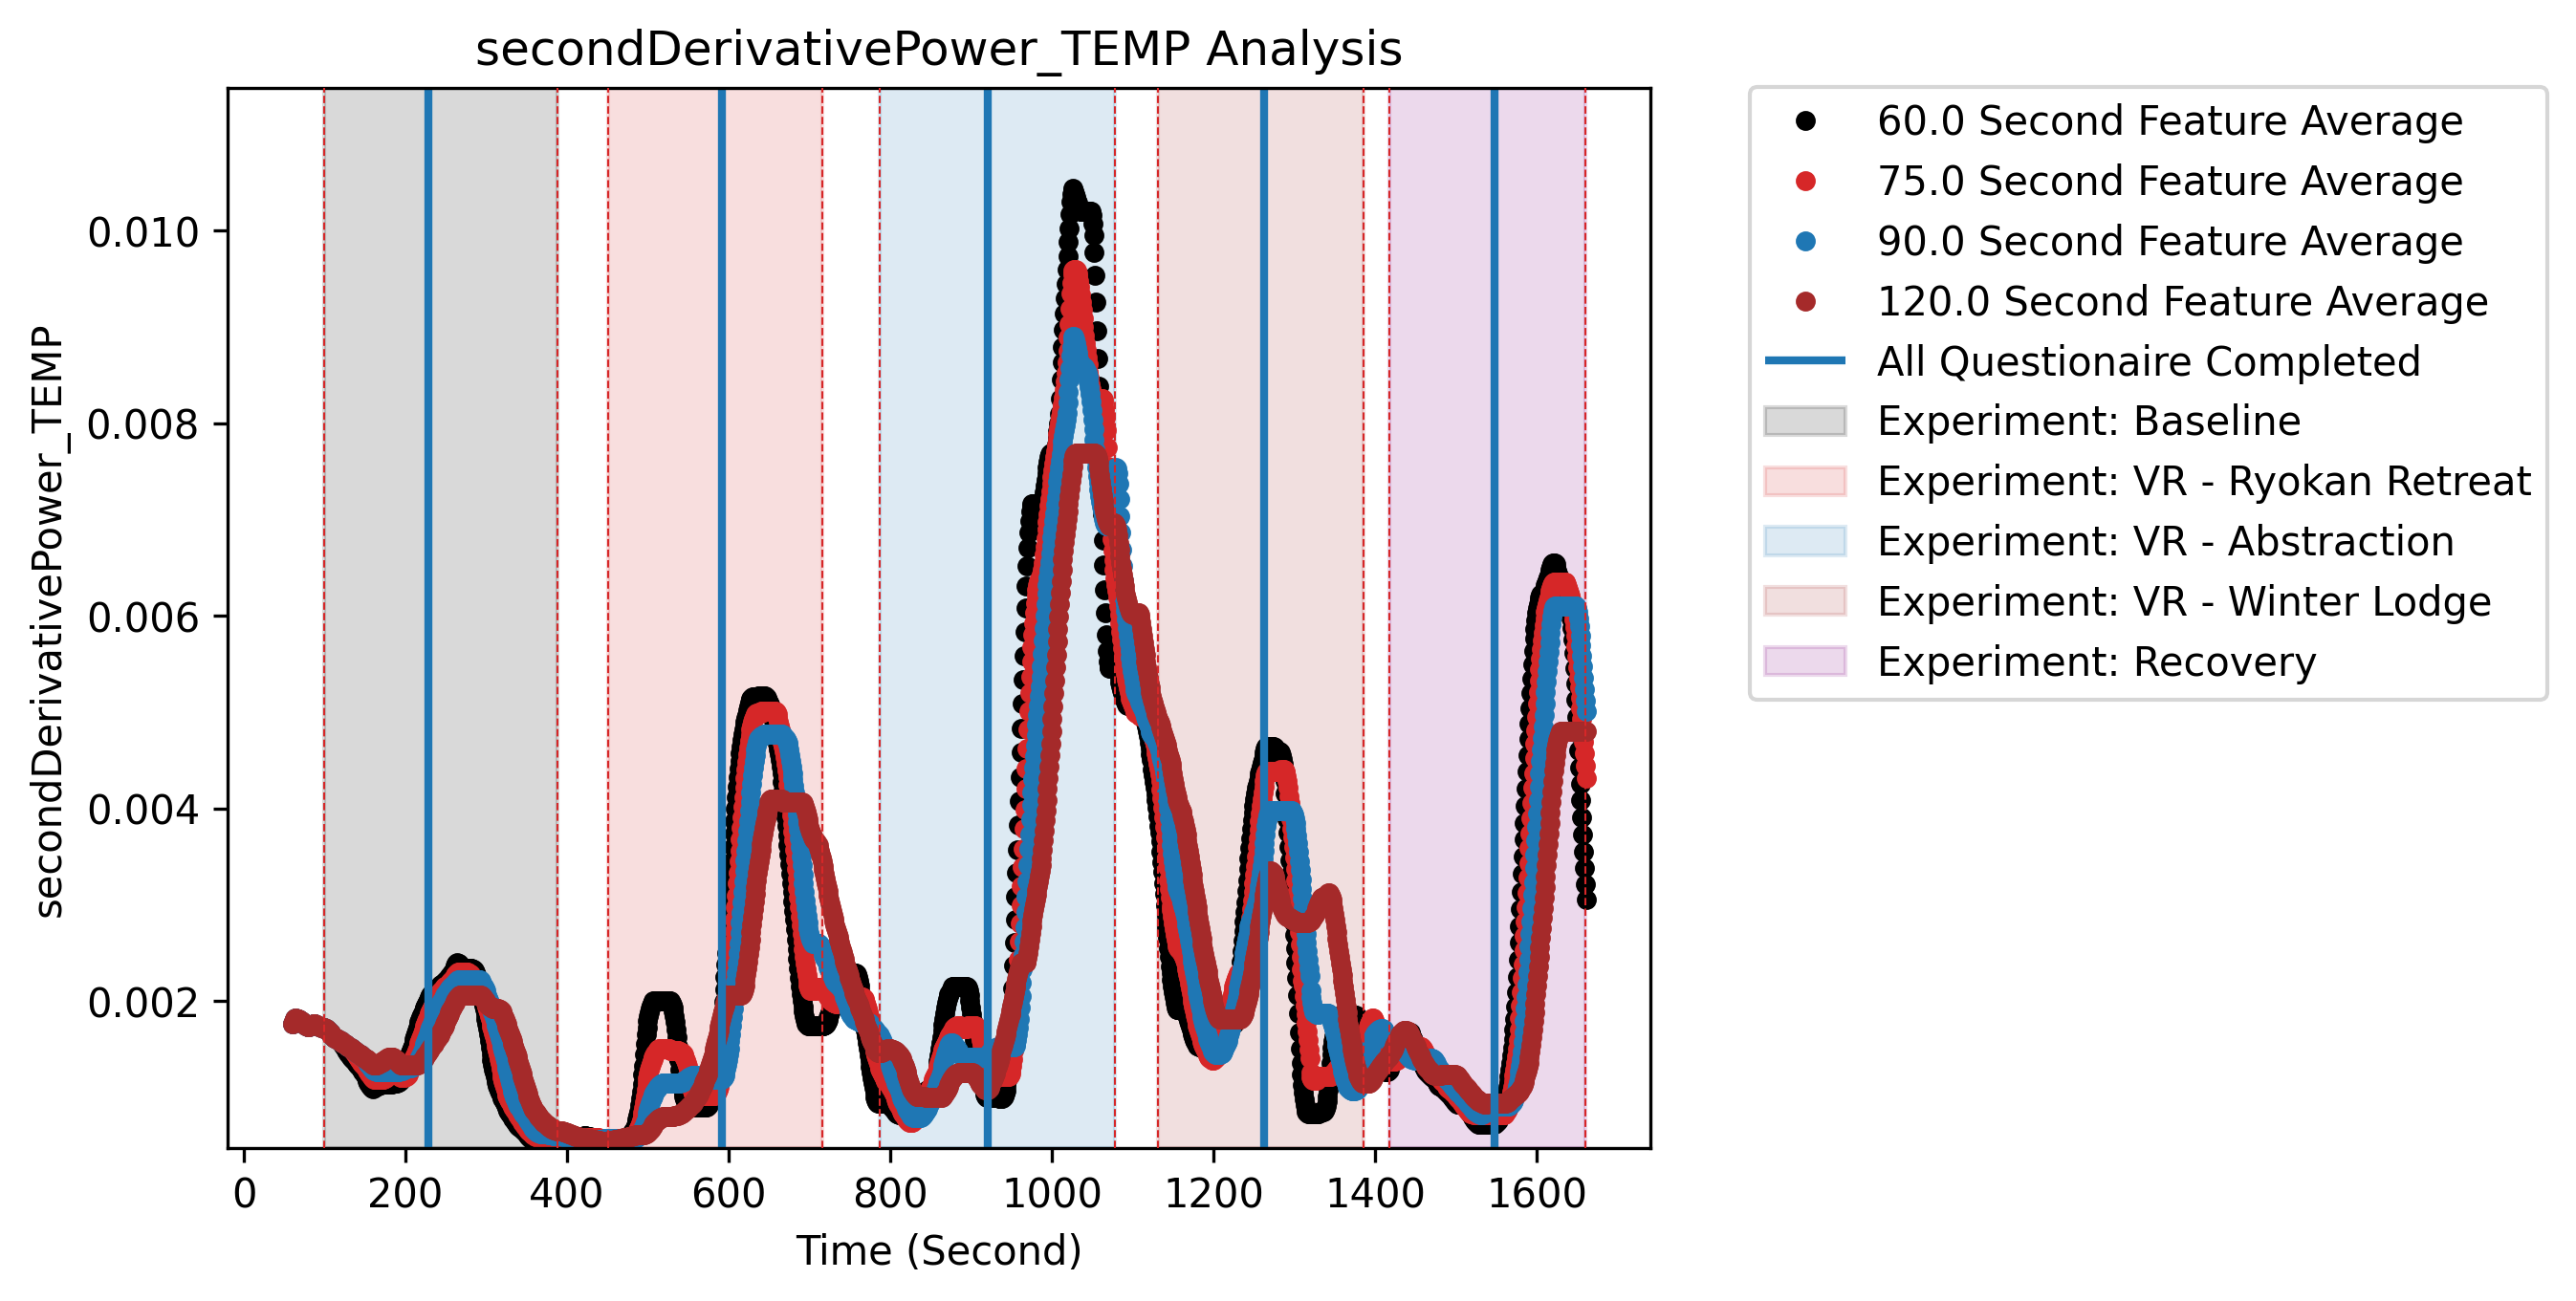 secondDerivativePower_TEMP Analysis
secondDerivativePower_TEMP
0.010
0.008
0.006
0.004
0.002
0 200 400 600 800 1000 1200 1400 1600
Time (Second)
60.0 Second Feature Average
75.0 Second Feature Average
90.0 Second Feature Average
120.0 Second Feature Average
All Questionaire Completed
Experiment: Baseline
Experiment: VR - Ryokan Retreat
Experiment: VR - Abstraction
Experiment: VR - Winter Lodge
Experiment: Recovery